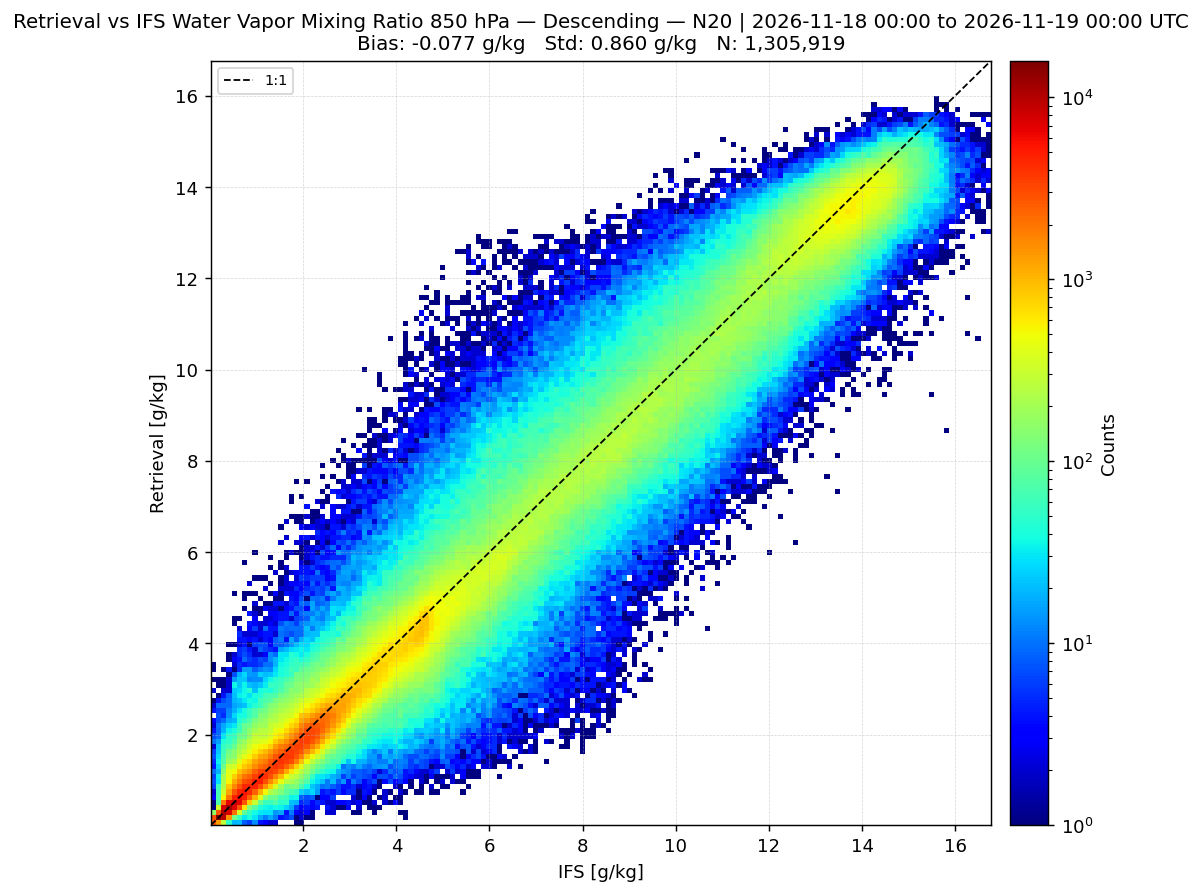 Retrieval vs IFS Water Vapor Mixing Ratio 850 hPa — Descending — N20 | 2026-11-18 00:00 to 2026-11-19 00:00 UTC
Bias: -0.077 g/kg   Std: 0.860 g/kg   N: 1,305,919
1:1
16
14
12
10
8
6
4
2
Retrieval [g/kg]
2 4 6 8 10 12 14 16
IFS [g/kg]
10⁴
10³
10²
10¹
10⁰
Counts